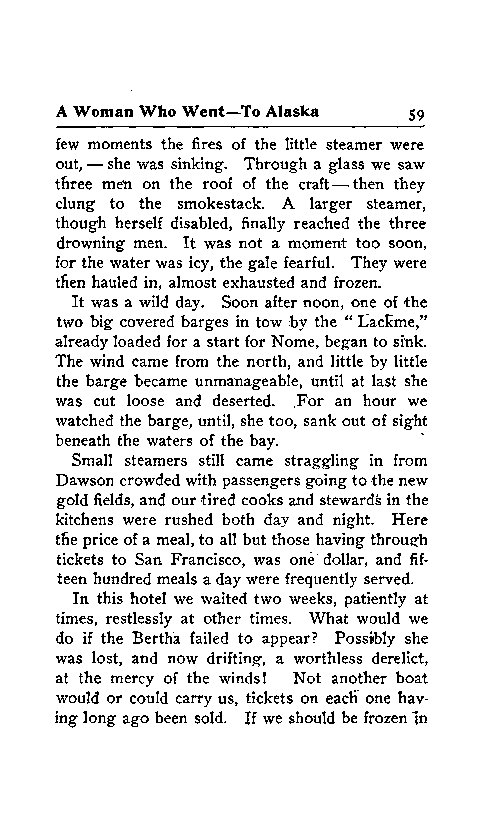 A Woman Who Went—To Alaska 59
few moments the fires of the little steamer were
out, — she was sinking. Through a glass we saw
three men on the roof of the craft — then they
clung to the smokestack. A larger steamer,
though herself disabled, finally reached the three
drowning men. It was not a moment too soon,
for the water was icy, the gale fearful. They were
then hauled in, almost exhausted and frozen.
It was a wild day. Soon after noon, one of the
two big covered barges in tow by the “ Lackme,”
already loaded for a start for Nome, began to sink.
The wind came from the north, and little by little
the barge became unmanageable, until at last she
was cut loose and deserted. For an hour we
watched the barge, until, she too, sank out of sight
beneath the waters of the bay.
Small steamers still came straggling in from
Dawson crowded with passengers going to the new
gold fields, and our tired cooks and stewards in the
kitchens were rushed both day and night. Here
the price of a meal, to all but those having through
tickets to San Francisco, was one dollar, and fif-
teen hundred meals a day were frequently served.
In this hotel we waited two weeks, patiently at
times, restlessly at other times. What would we
do if the Bertha failed to appear? Possibly she
was lost, and now drifting, a worthless derelict,
at the mercy of the winds! Not another boat
would or could carry us, tickets on each one hav-
ing long ago been sold. If we should be frozen in